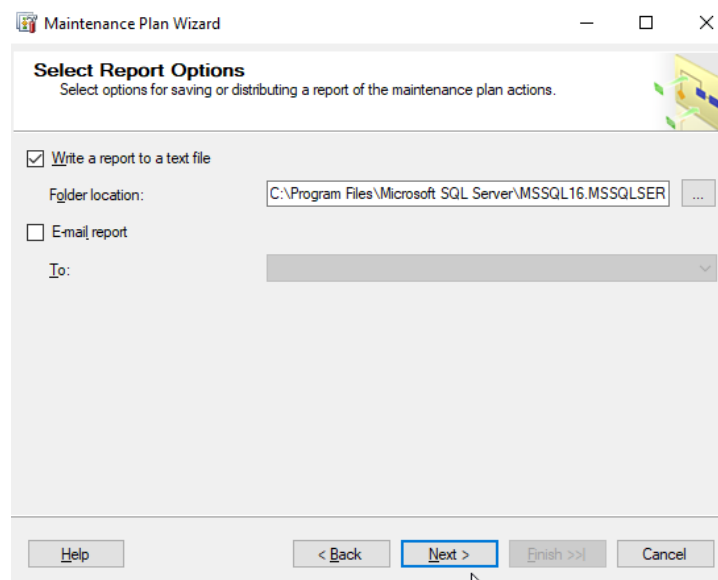 Maintenance Plan Wizard
Select Report Options
Select options for saving or distributing a report of the maintenance plan actions.
Write a report to a text file
Folder location: C:\Program Files\Microsoft SQL Server\MSSQL16.MSSQLSER ...
E-mail report
To:
Help < Back Next > Finish >>| Cancel